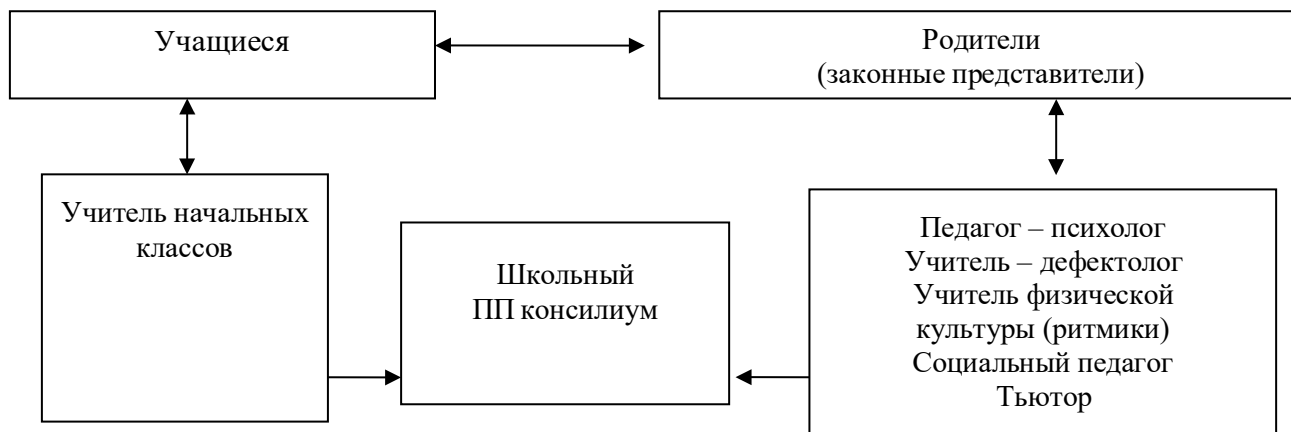 Учащиеся
Родители
(законные представители)
Учитель начальных
классов
Школьный
ПП консилиум
Педагог – психолог
Учитель – дефектолог
Учитель физической
культуры (ритмики)
Социальный педагог
Тьютор